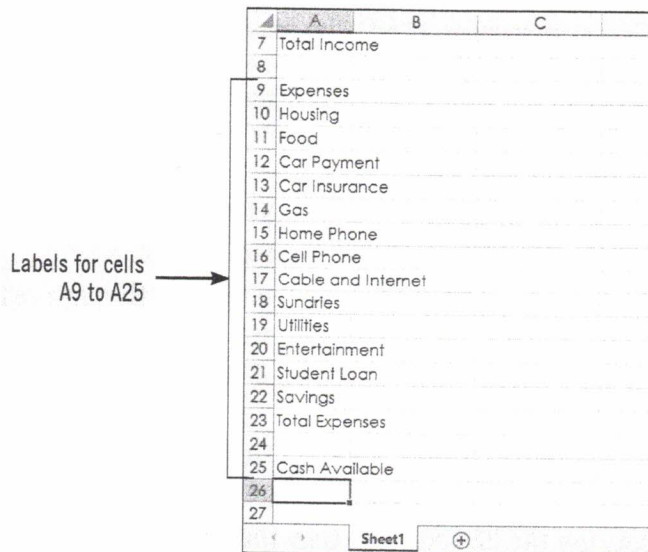 A B C
7 Total Income
8
9 Expenses
10 Housing
11 Food
12 Car Payment
13 Car Insurance
14 Gas
15 Home Phone
16 Cell Phone
Labels for cells
A9 to A25
17 Cable and Internet
18 Sundries
19 Utilities
20 Entertainment
21 Student Loan
22 Savings
23 Total Expenses
24
25 Cash Available
26
27
Sheet1